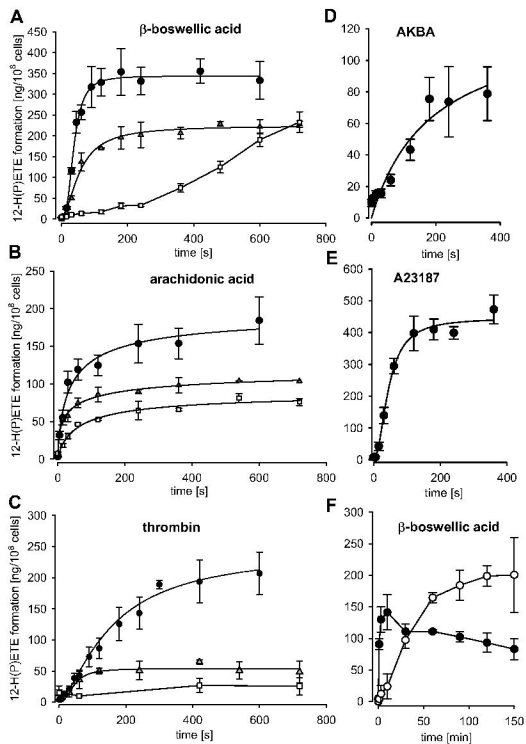 A
β-boswellic acid
12-H(P)ETE formation [ng/10⁸ cells]
450
400
350
300
250
200
150
100
50
0
0 200 400 600 800
time [s]
D
AKBA
120
100
80
60
40
20
0
0 200 400
time [s]
B
arachidonic acid
12-H(P)ETE formation [ng/10⁸ cells]
250
200
150
100
50
0
0 200 400 600 800
time [s]
E
A23187
600
500
400
300
200
100
0
0 200 400
time [s]
C
thrombin
12-H(P)ETE formation [ng/10⁸ cells]
300
250
200
150
100
50
0
0 200 400 600 800
time [s]
F
β-boswellic acid
300
250
200
150
100
50
0
0 50 100 150
time [min]